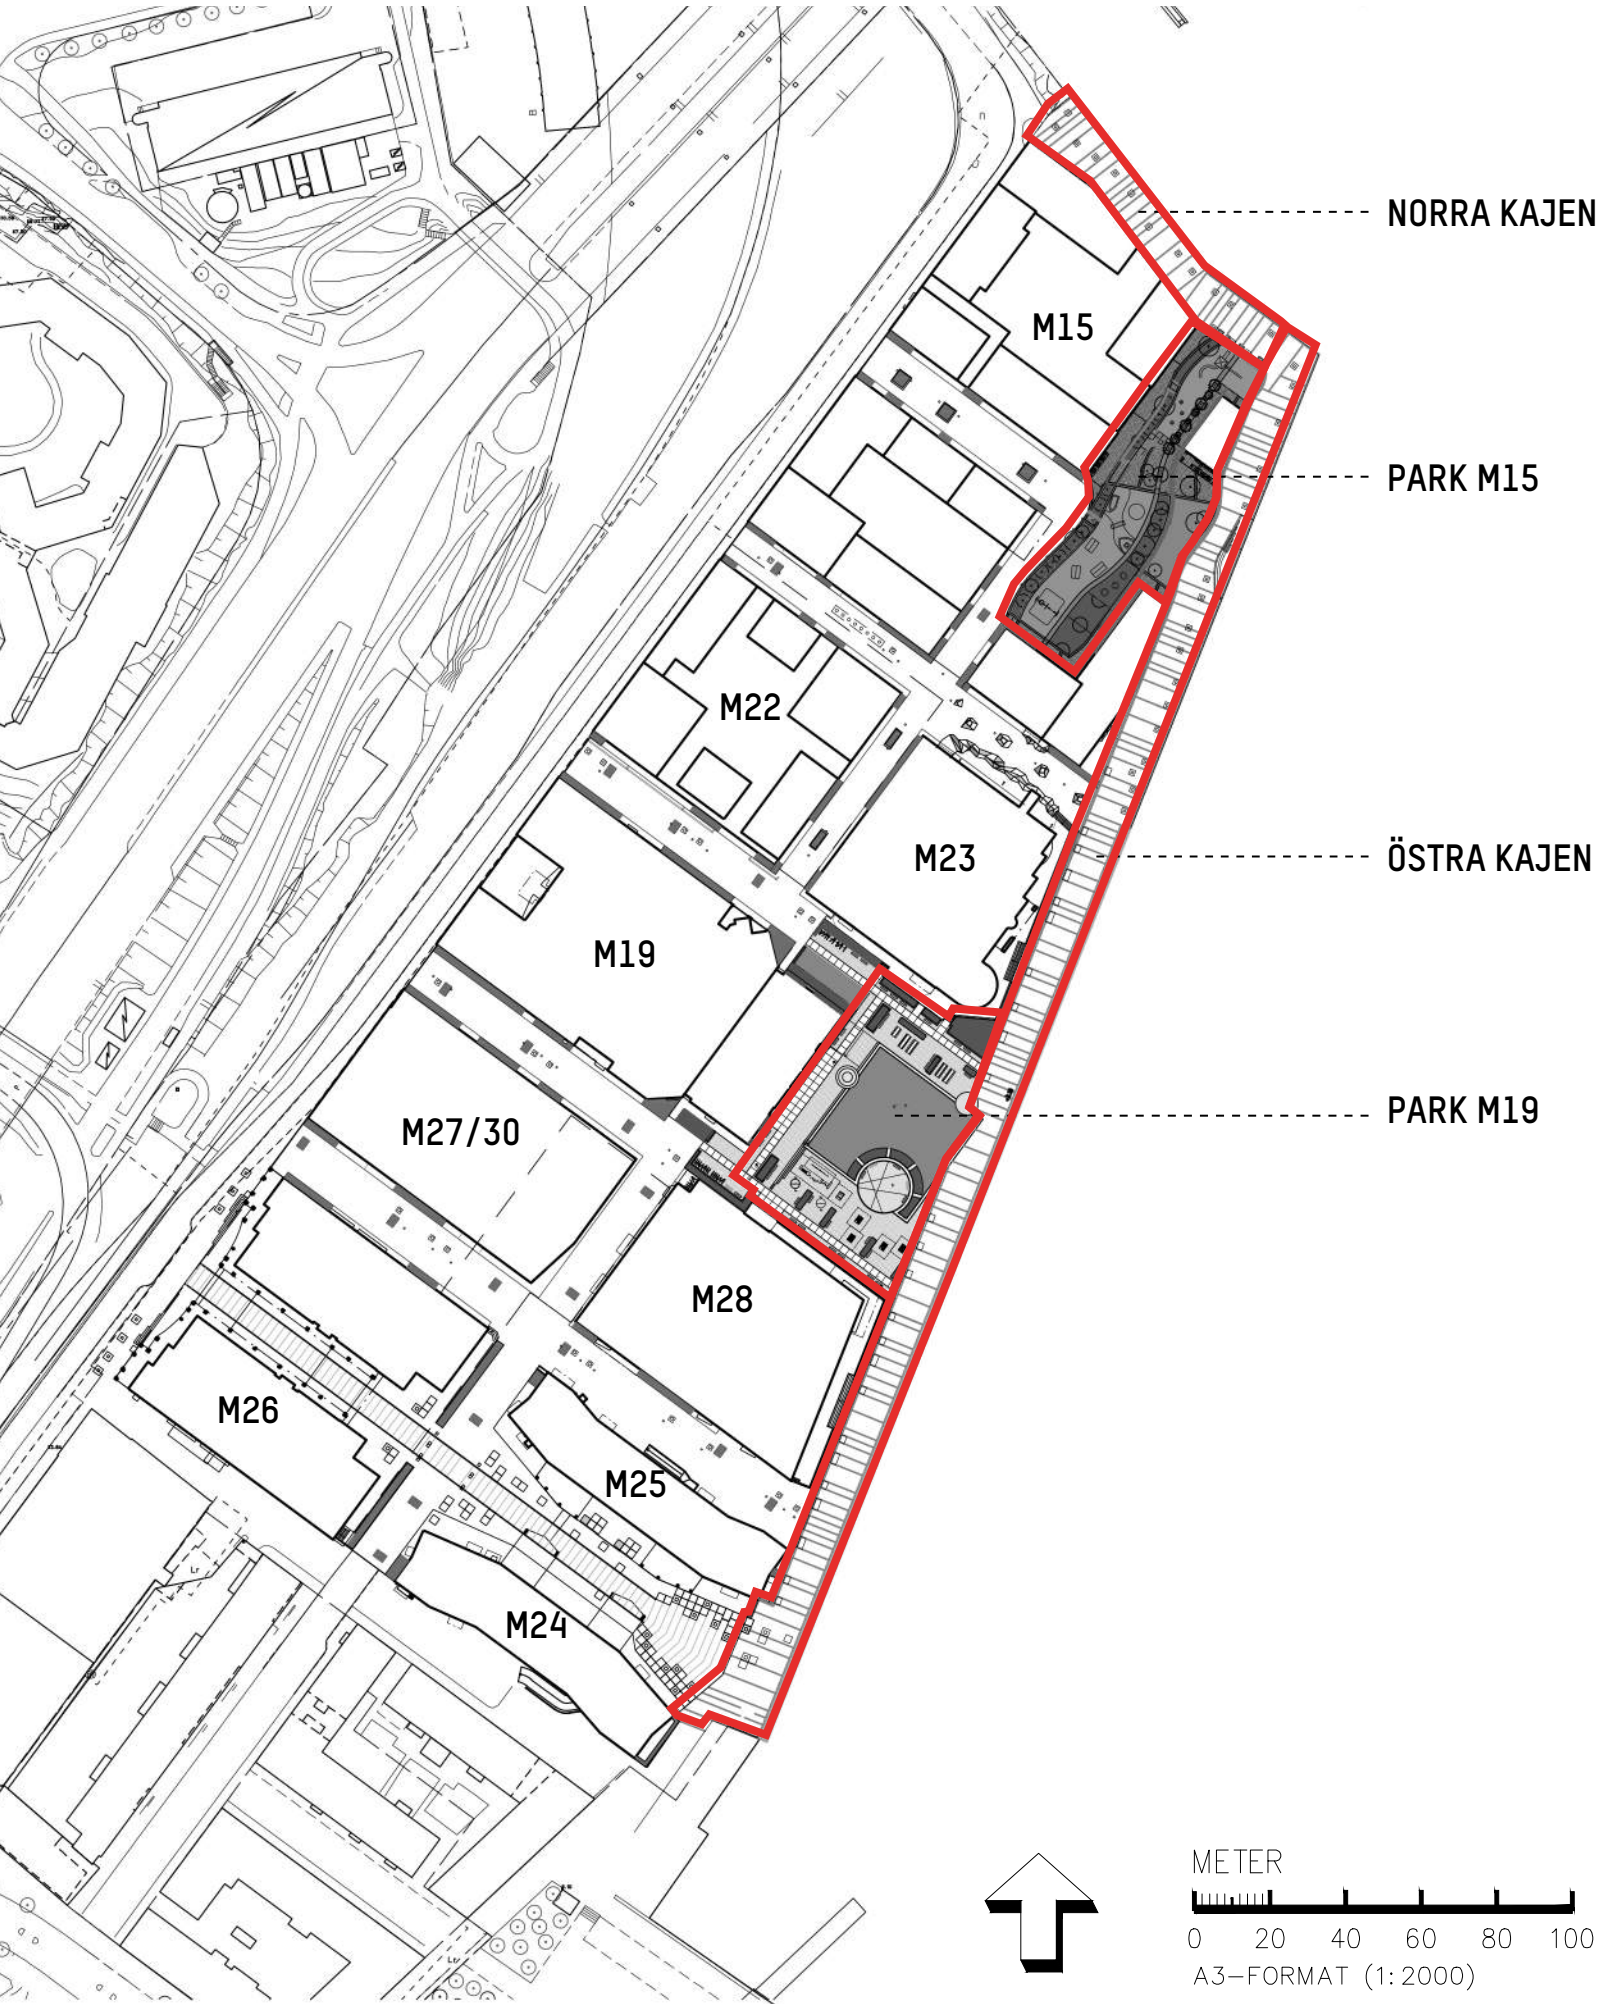 NORRA KAJEN
M15
PARK M15
M22
M23
ÖSTRA KAJEN
M19
PARK M19
M27/30
M28
M26
M25
M24
METER
0 20 40 60 80 100
A3-FORMAT (1:2000)